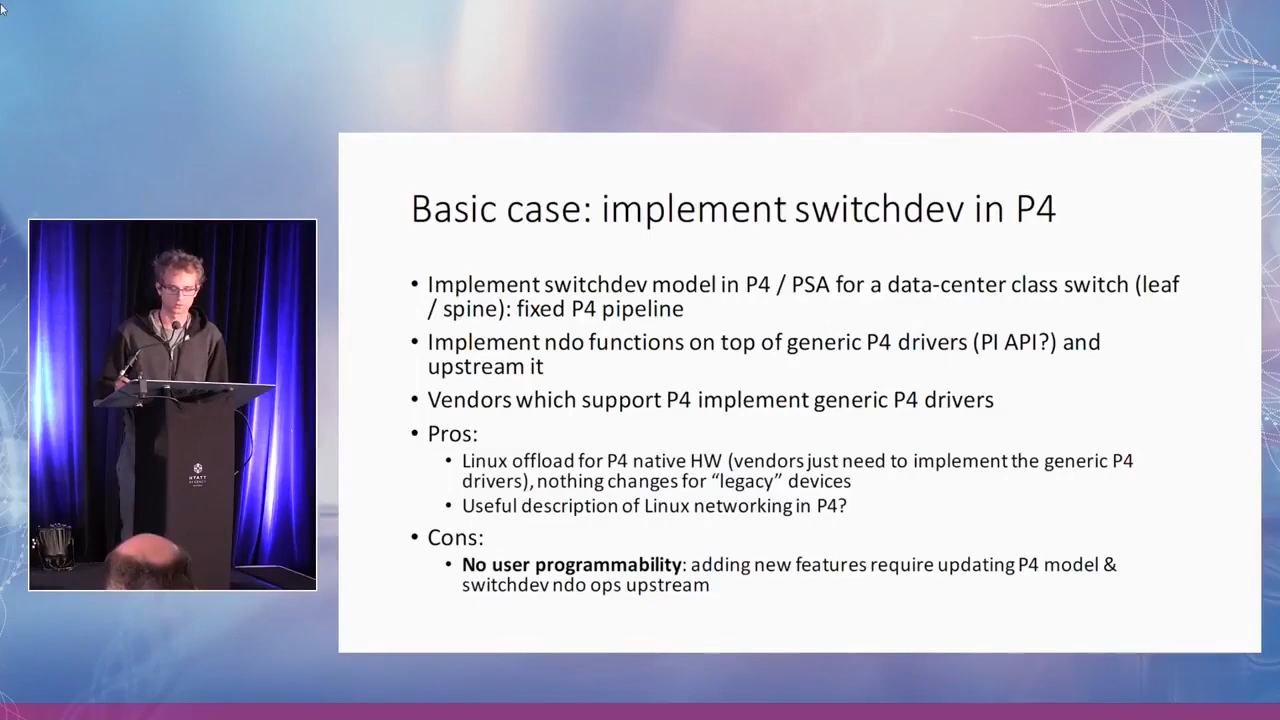 Basic case: implement switchdev in P4
• Implement switchdev model in P4 / PSA for a data-center class switch (leaf
/ spine): fixed P4 pipeline
• Implement ndo functions on top of generic P4 drivers (PI API?) and
upstream it
• Vendors which support P4 implement generic P4 drivers
• Pros:
• Linux offload for P4 native HW (vendors just need to implement the generic P4
drivers), nothing changes for “legacy” devices
• Useful description of Linux networking in P4?
• Cons:
• No user programmability: adding new features require updating P4 model &
switchdev ndo ops upstream
HYATT
REGENCY